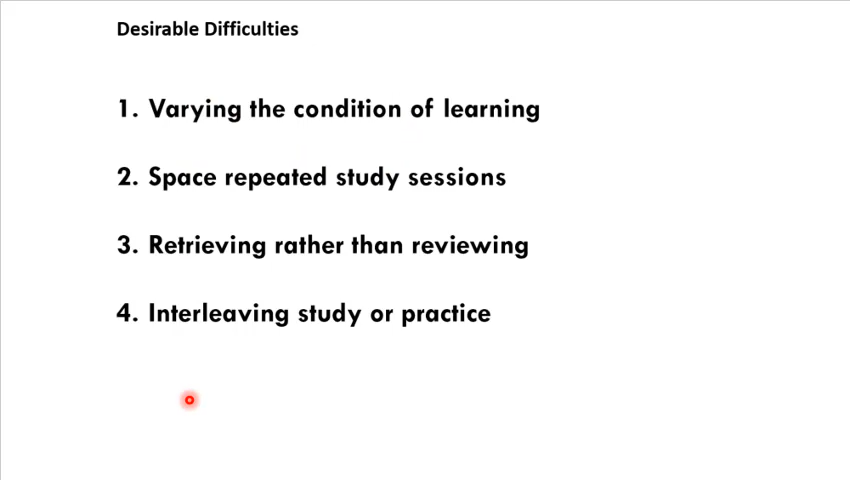 Desirable Difficulties
1. Varying the condition of learning
2. Space repeated study sessions
3. Retrieving rather than reviewing
4. Interleaving study or practice